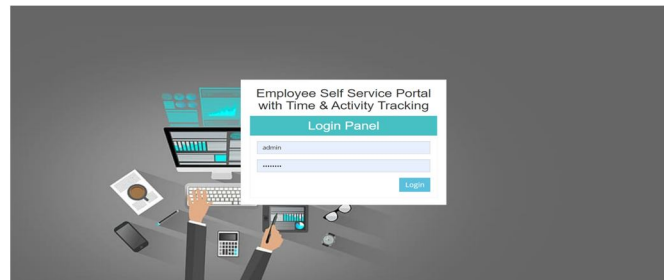 Employee Self Service Portal
with Time & Activity Tracking
Login Panel
admin
••••••••
Login